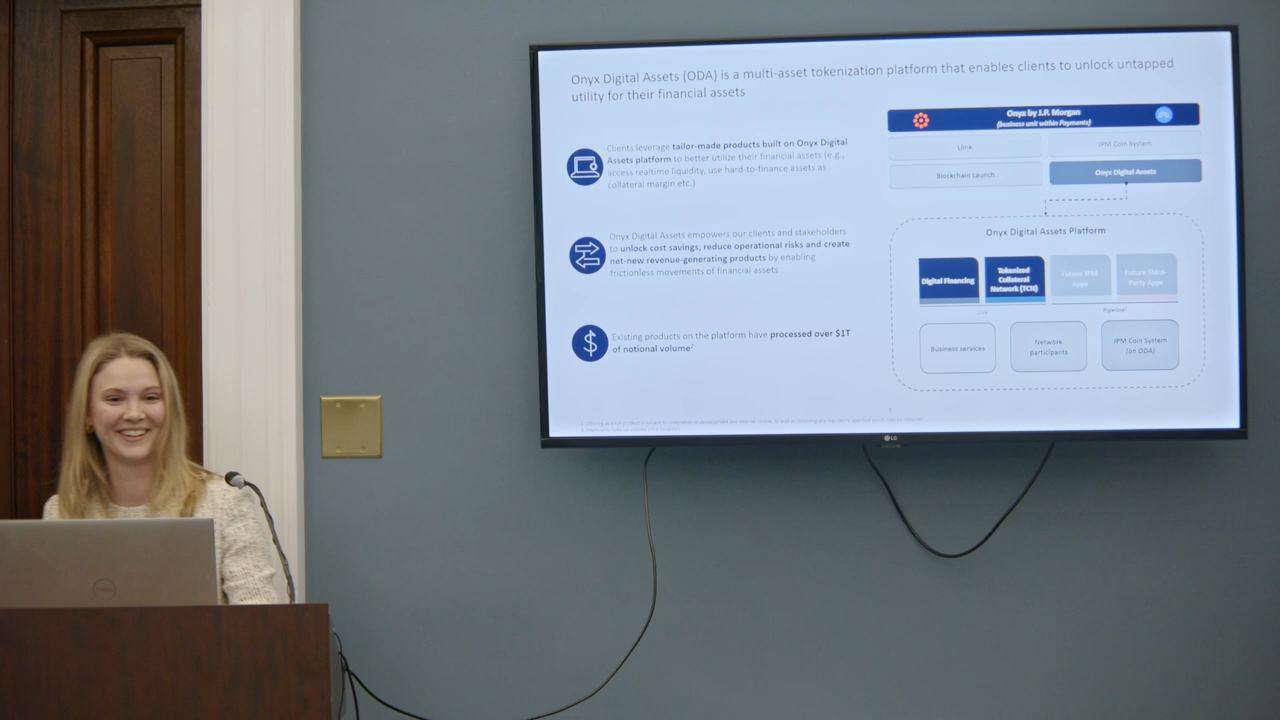 Onyx Digital Assets (ODA) is a multi-asset tokenization platform that enables clients to unlock untapped
utility for their financial assets
Clients leverage tailor-made products built on Onyx Digital
Assets platform to better utilize their financial assets (e.g.,
access realtime liquidity, use hard-to-finance assets as
collateral margin etc.)
Onyx Digital Assets empowers our clients and stakeholders
to unlock cost savings, reduce operational risks and create
net-new revenue-generating products by enabling
frictionless movements of financial assets
$
Existing products on the platform have processed over $1T
of notional volume²
Onyx by J.P. Morgan
(business unit within Payments)
Liink
JPM Coin System
Blockchain Launch
Onyx Digital Assets
Onyx Digital Assets Platform
Digital Financing
Tokenized
Collateral
Network (TCN)
Future JPM
Apps
Future Third-
Party Apps
Live
Pipeline¹
Business services
Network
participants
JPM Coin System
(on ODA)
LG
DELL